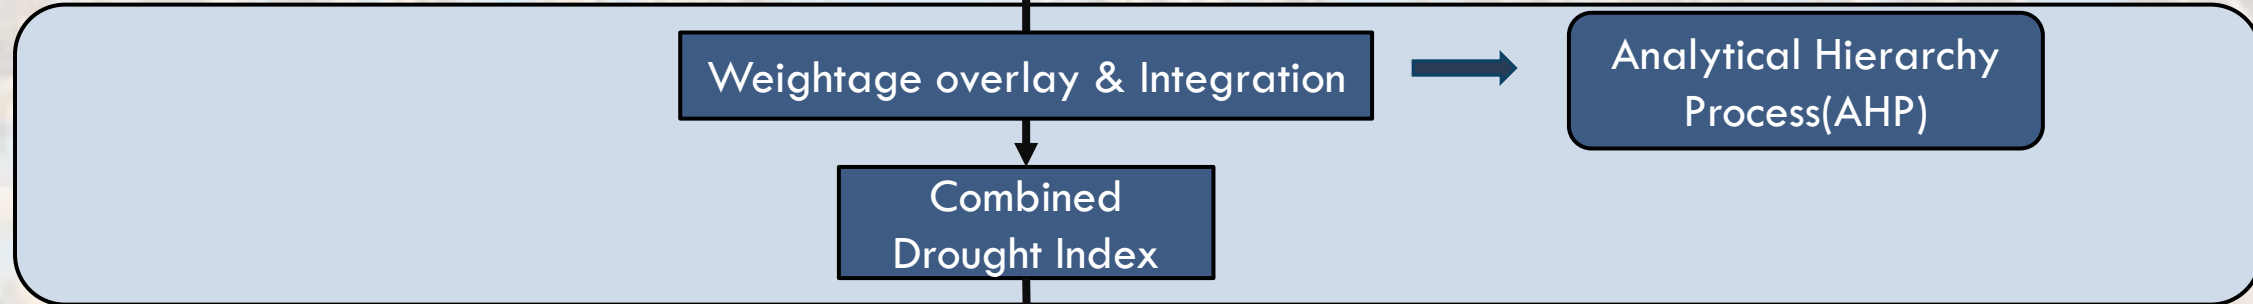 Weightage overlay & Integration
Analytical Hierarchy
Process(AHP)
Combined
Drought Index